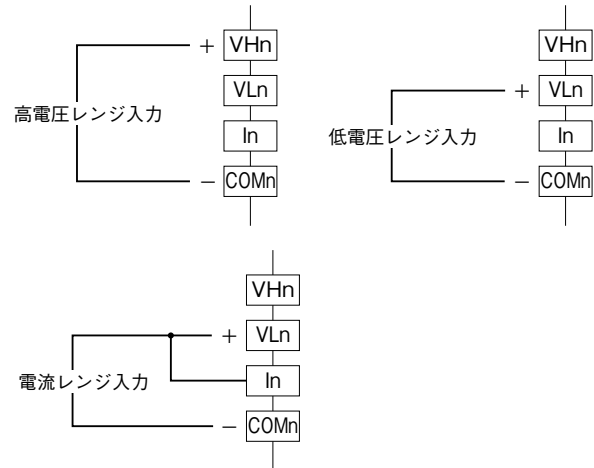 + VHn
VLn
高電圧レンジ入力
In
− COMn
VHn
+ VLn
低電圧レンジ入力
In
− COMn
VHn
+ VLn
電流レンジ入力
In
− COMn